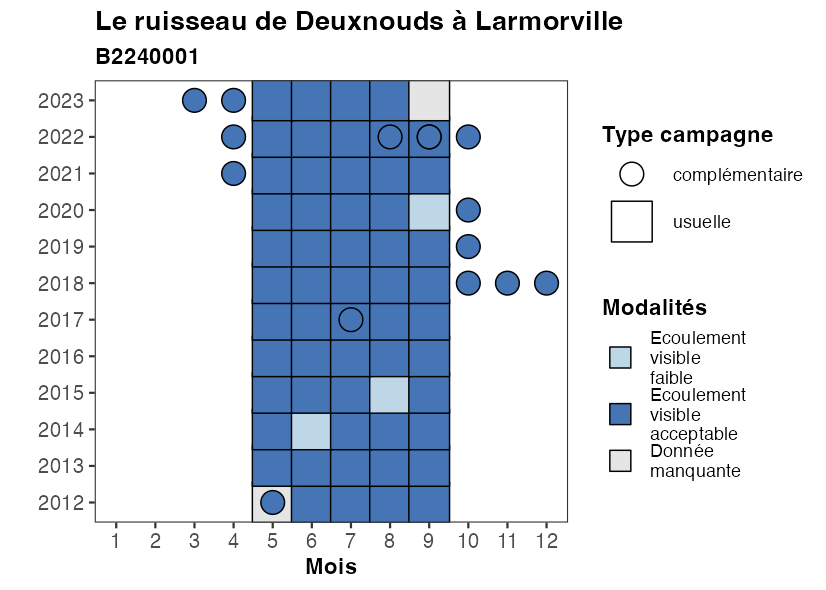 Le ruisseau de Deuxnouds à Larmorville
B2240001
2023
2022
2021
2020
2019
2018
2017
2016
2015
2014
2013
2012
1 2 3 4 5 6 7 8 9 10 11 12
Mois
Type campagne
complémentaire
usuelle
Modalités
Ecoulement
visible
faible
Ecoulement
visible
acceptable
Donnée
manquante